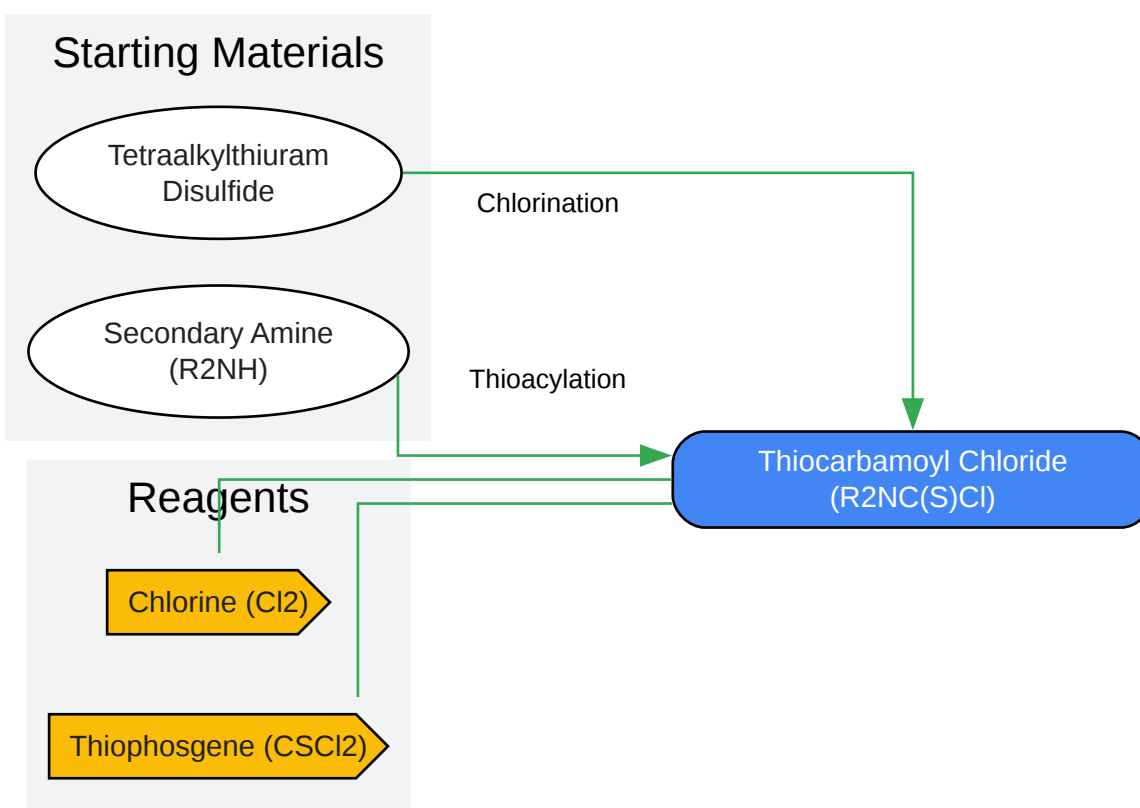 Starting Materials
Tetraalkylthiuram
Disulfide
Chlorination
Secondary Amine
(R2NH)
Thioacylation
Thiocarbamoyl Chloride
(R2NC(S)Cl)
Reagents
Chlorine (Cl2)
Thiophosgene (CSCl2)